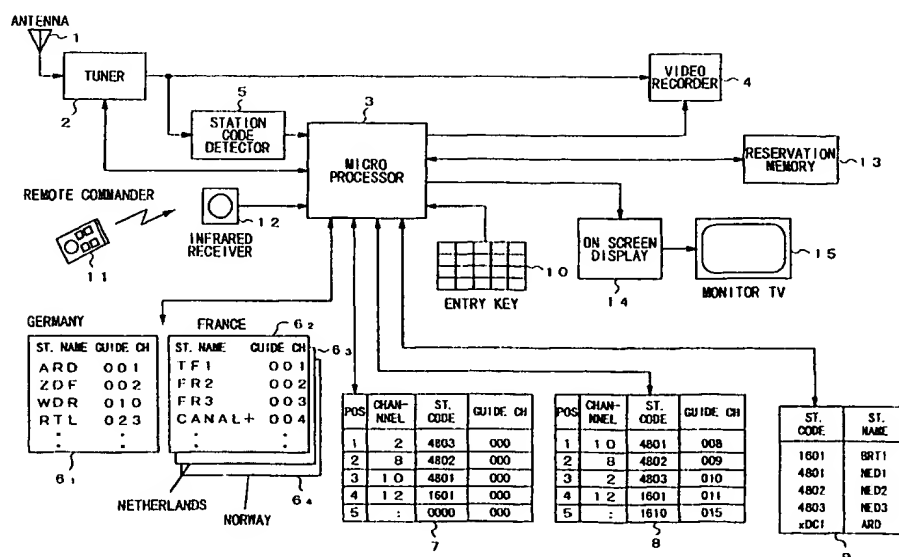 ANTENNA
1
TUNER
2
5
STATION
CODE
DETECTOR
3
MICRO
PROCESSOR
VIDEO
RECORDER
4
RESERVATION
MEMORY
13
REMOTE COMMANDER
11
12
INFRARED
RECEIVER
10
ENTRY KEY
ON SCREEN
DISPLAY
14
15
MONITOR TV
GERMANY
ST. NAME GUIDE CH
ARD 001
ZDF 002
WDR 010
RTL 023
: :
6₁
FRANCE
6₂
ST. NAME GUIDE CH
TF1 001
FR2 002
FR3 003
CANAL+ 004
: :
6₃
6₄
NETHERLANDS
NORWAY
POS CHAN-NNEL ST. CODE GUIDE CH
1 2 4803 000
2 8 4802 000
3 10 4801 000
4 12 1601 000
5 : 0000 000
7
POS CHAN-NNEL ST. CODE GUIDE CH
1 10 4801 008
2 8 4802 009
3 2 4803 010
4 12 1601 011
5 : 1610 015
8
ST. CODE ST. NAME
1601 BRT1
4801 NED1
4802 NED2
4803 NED3
xDC1 ARD
9